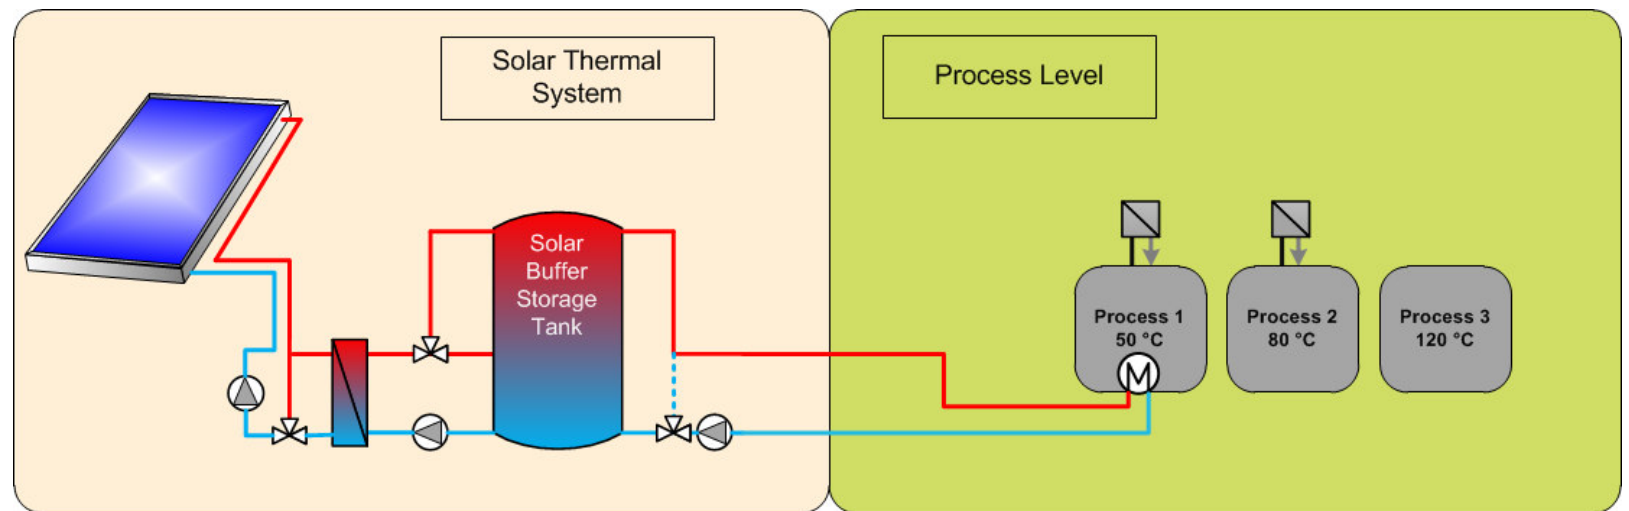 Solar Thermal
System
Process Level
Solar
Buffer
Storage
Tank
Process 1
50 °C
Process 2
80 °C
Process 3
120 °C
M